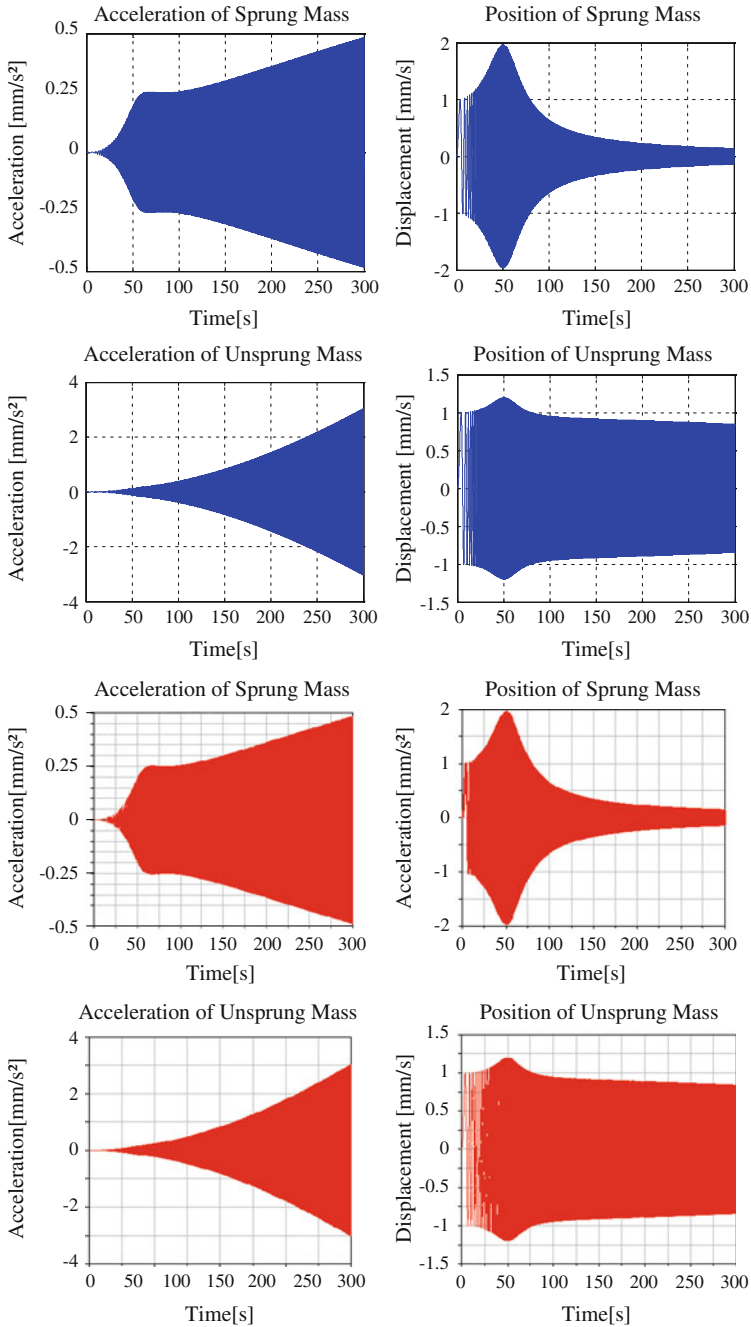 Acceleration of Sprung Mass
Acceleration [mm/s²]
0.5
0.25
0
-0.25
-0.5
0 50 100 150 200 250 300
Time[s]
Position of Sprung Mass
Displacement [mm/s]
2
1
0
-1
-2
0 50 100 150 200 250 300
Time[s]
Acceleration of Unsprung Mass
Acceleration [mm/s²]
4
2
0
-2
-4
0 50 100 150 200 250 300
Time[s]
Position of Unsprung Mass
Displacement [mm/s]
1.5
1
0.5
0
-0.5
-1
-1.5
0 50 100 150 200 250 300
Time[s]
Acceleration of Sprung Mass
Acceleration[mm/s²]
0.5
0.25
0
-0.25
-0.5
0 50 100 150 200 250 300
Time[s]
Position of Sprung Mass
Acceleration[mm/s²]
2
1
0
-1
-2
0 50 100 150 200 250 300
Time[s]
Acceleration of Unsprung Mass
Acceleration[mm/s²]
4
2
0
-2
-4
0 50 100 150 200 250 300
Time[s]
Position of Unsprung Mass
Displacement [mm/s]
1.5
1
0.5
0
-0.5
-1
-1.5
0 50 100 150 200 250 300
Time[s]